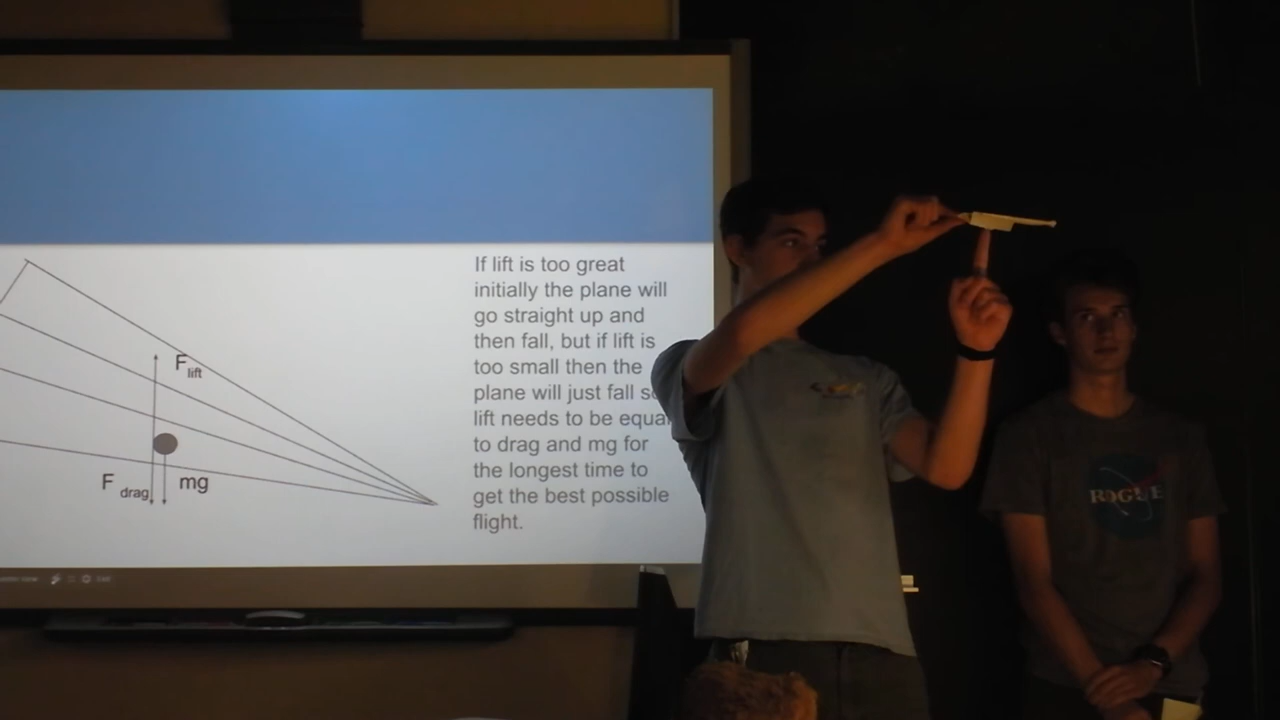 If lift is too great
initially the plane will
go straight up and
then fall, but if lift is
too small then the
plane will just fall so
lift needs to be equal
to drag and mg for
the longest time to
get the best possible
flight.
F lift
F drag
mg
ROGUE